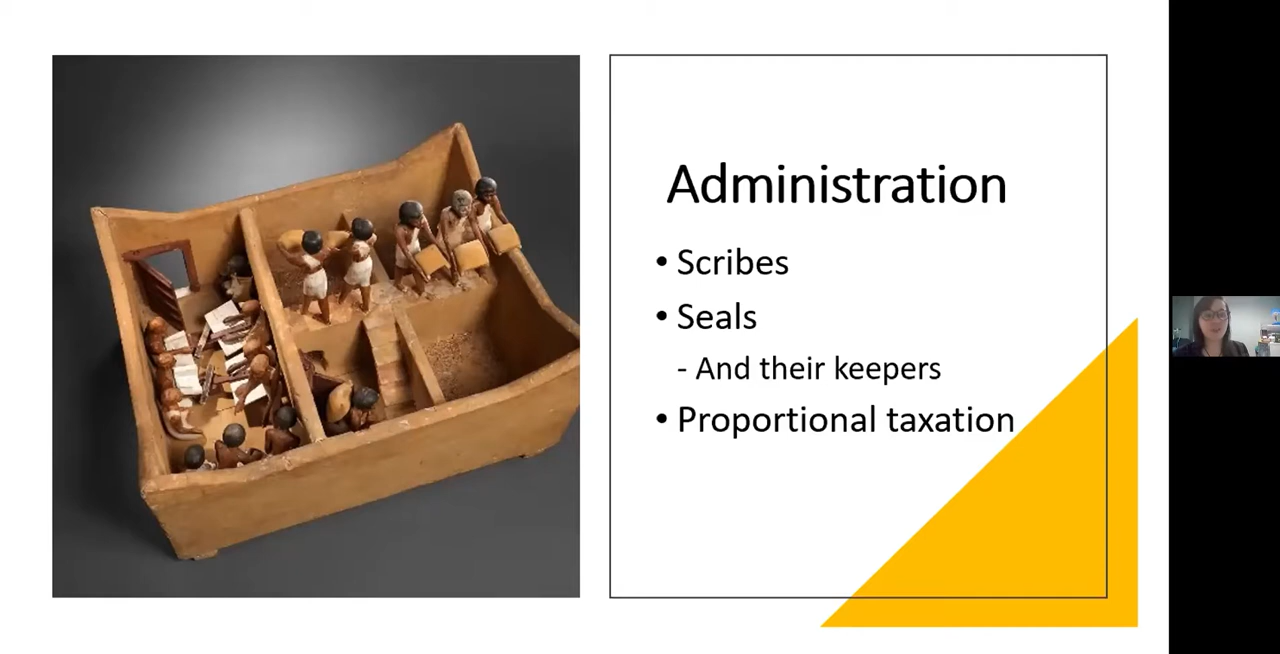 Administration
• Scribes
• Seals
- And their keepers
• Proportional taxation